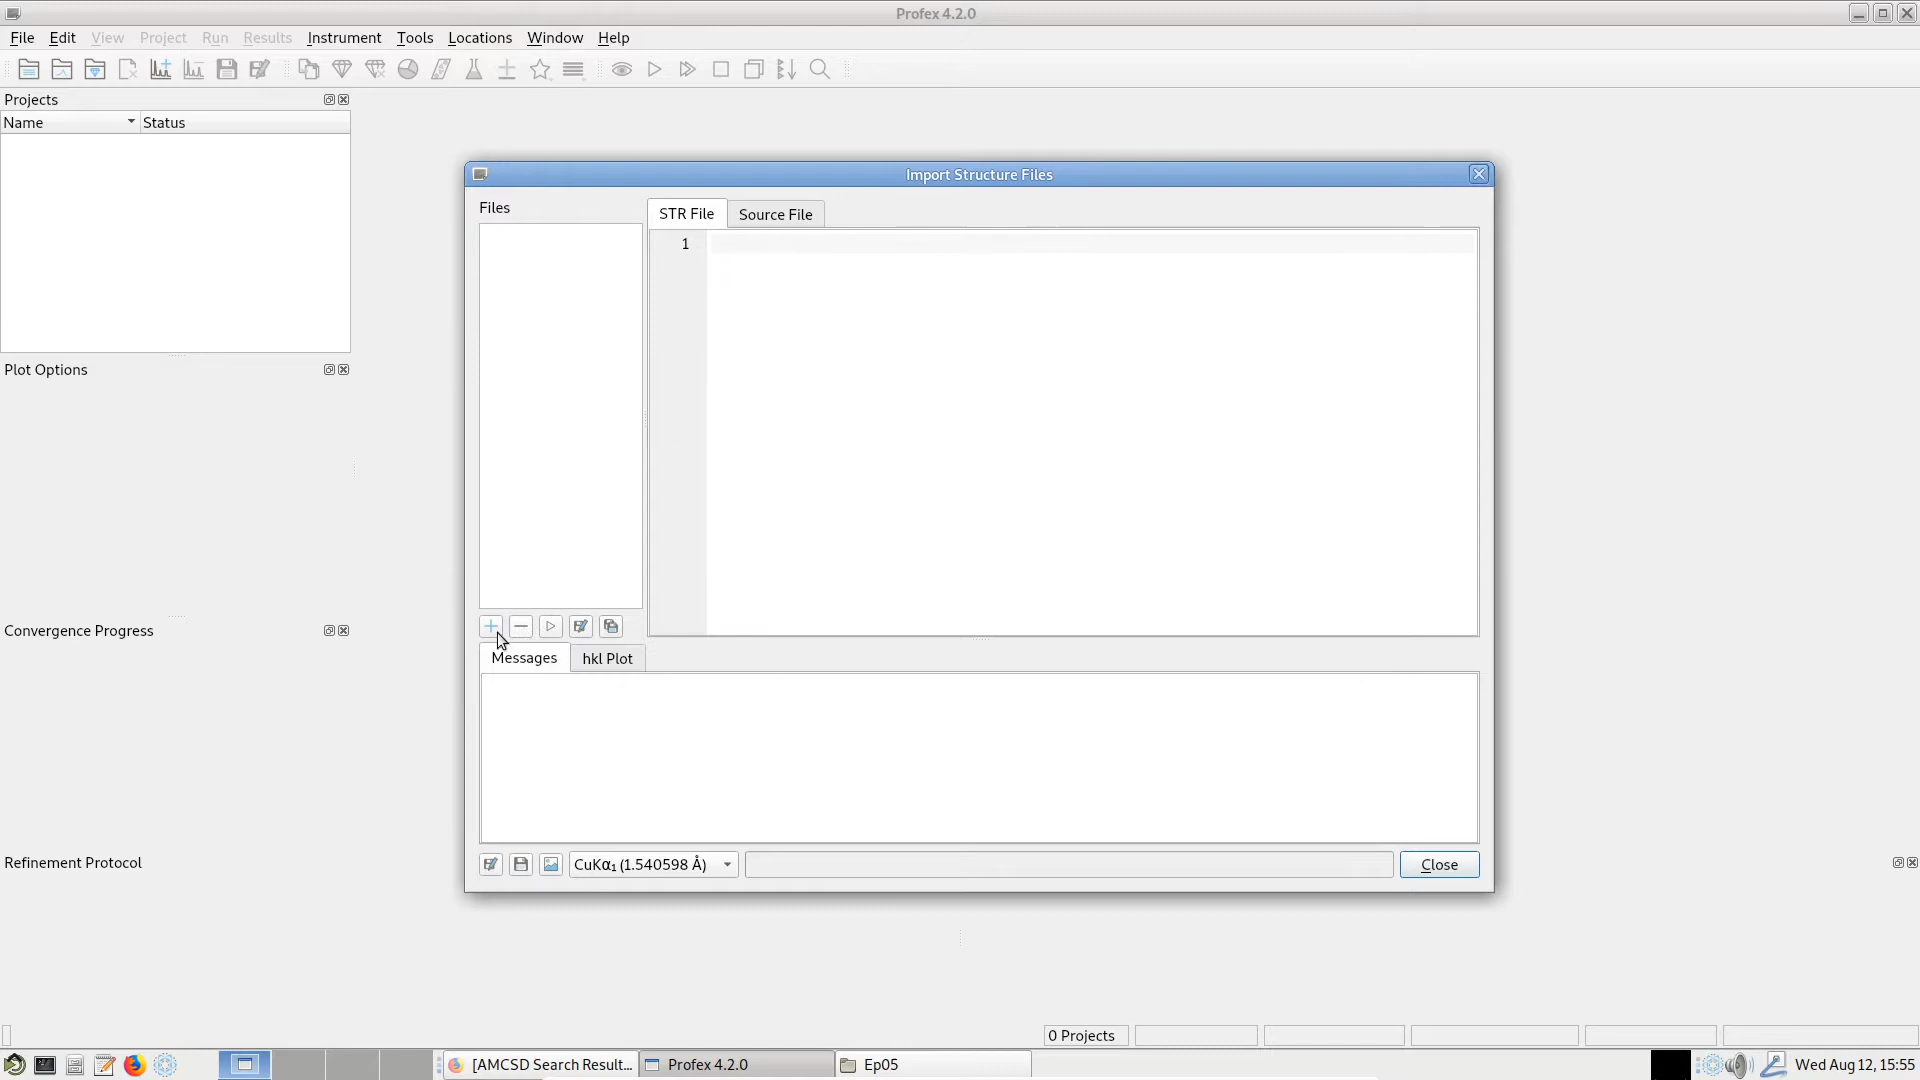 Profex 4.2.0
File Edit View Project Run Results Instrument Tools Locations Window Help
Projects
Name Status
Plot Options
Convergence Progress
Refinement Protocol
Import Structure Files
Files
STR File Source File
1
Messages hkl Plot
CuKα₁ (1.540598 Å)
Close
0 Projects
[AMCSD Search Result... Profex 4.2.0 Ep05
Wed Aug 12, 15:55